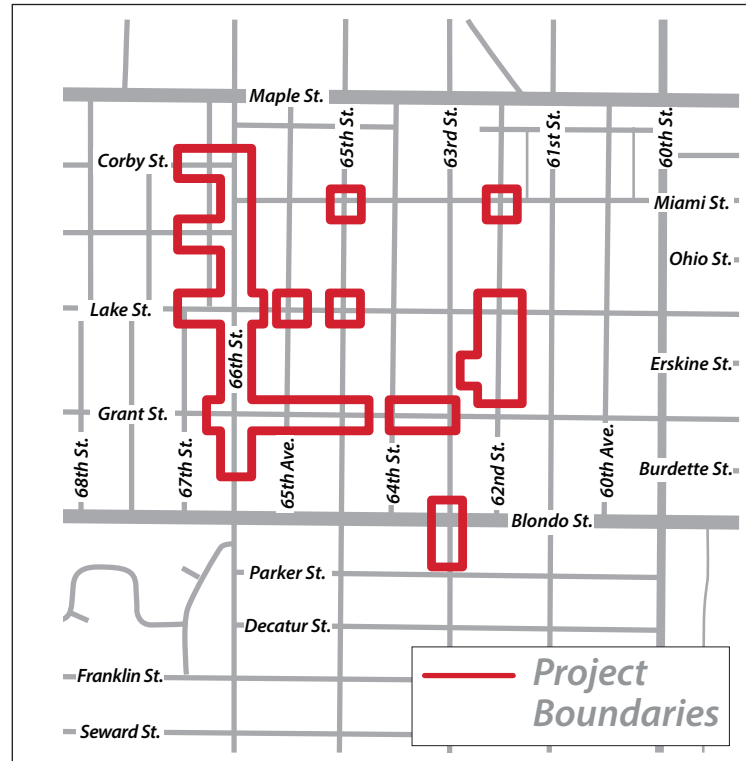 Maple St.
65th St.
63rd St.
61st St.
60th St.
Corby St.
Miami St.
Ohio St.
Lake St.
66th St.
Erskine St.
Grant St.
68th St.
67th St.
65th Ave.
64th St.
62nd St.
60th Ave.
Burdette St.
Blondo St.
Parker St.
Decatur St.
Franklin St.
Seward St.
Project
Boundaries